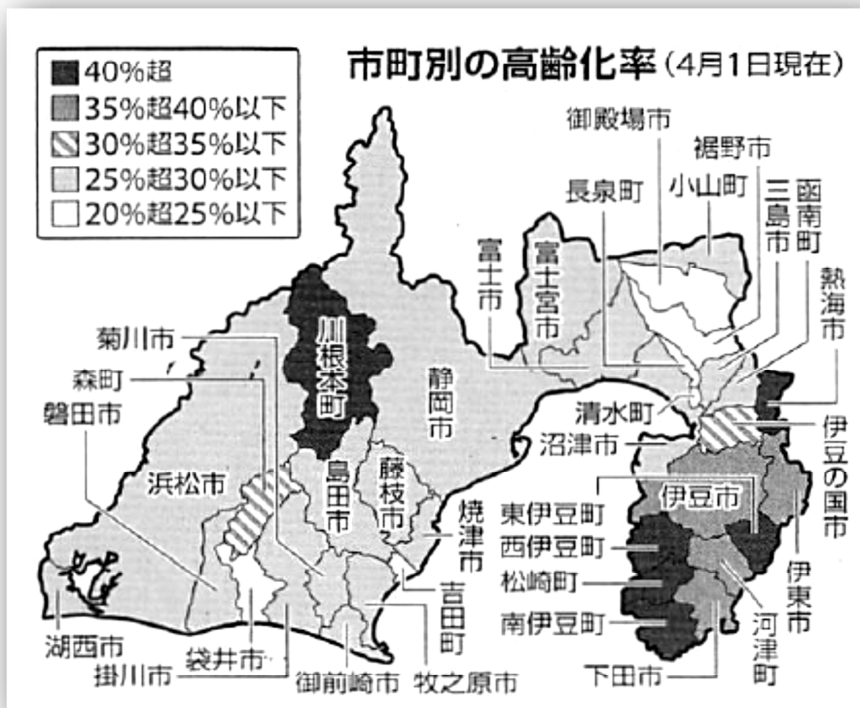 市町別の高齢化率(4月1日現在)
40%超
35%超40%以下
30%超35%以下
25%超30%以下
20%超25%以下
御殿場市
裾野市
長泉町
小山町
三島市
函南町
富士市
富士宮市
熱海市
菊川市
川根本町
森町
静岡市
磐田市
清水町
沼津市
伊豆の国市
浜松市
島田市
藤枝市
伊豆市
焼津市
東伊豆町
西伊豆町
伊東市
松崎町
吉田町
南伊豆町
河津町
湖西市
袋井市
掛川市
御前崎市
牧之原市
下田市